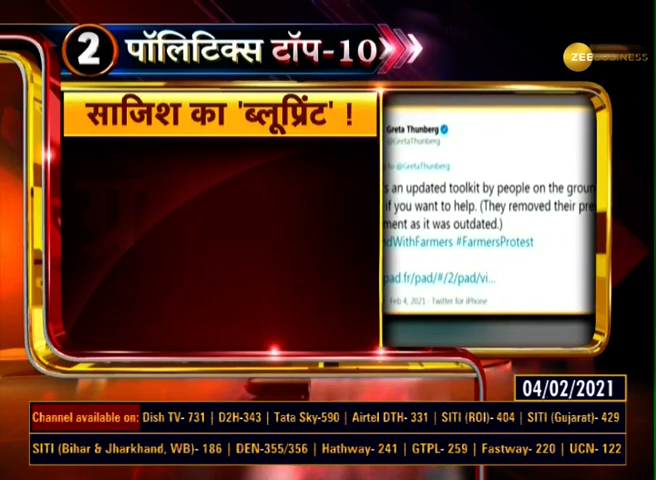 2 पॉलिटिक्स टॉप-10
ZEE BUSINESS
साजिश का 'ब्लूप्रिंट' !
Greta Thunberg
@GretaThunberg
@GretaThunberg
s an updated toolkit by people on the groun
if you want to help. (They removed their pre
ment as it was outdated.)
dWithFarmers #FarmersProtest
pad.fr/pad/#/2/pad/vi...
Feb 4, 2021 · Twitter for iPhone
04/02/2021
Channel available on: Dish TV- 731 | D2H-343 | Tata Sky-590 | Airtel DTH- 331 | SITI (ROI)- 404 | SITI (Gujarat)- 429
SITI (Bihar & Jharkhand, WB)- 186 | DEN-355/356 | Hathway- 241 | GTPL- 259 | Fastway- 220 | UCN- 122